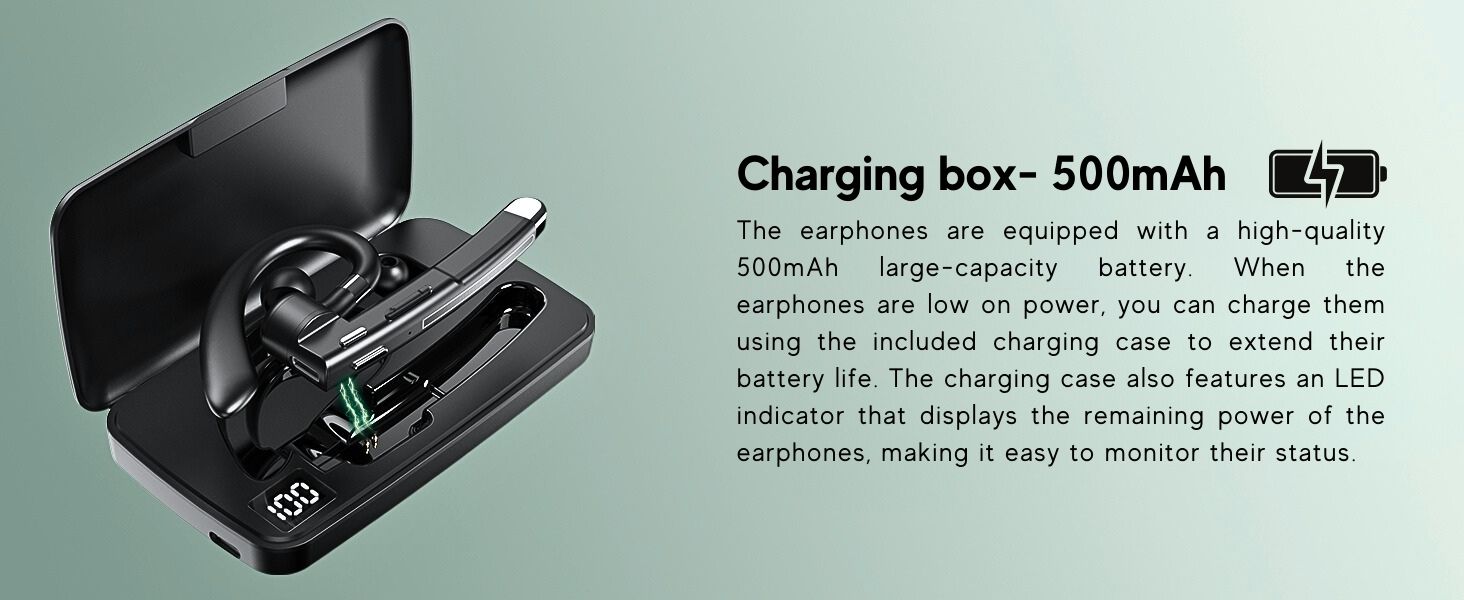 Charging box- 500mAh
The earphones are equipped with a high-quality
500mAh large-capacity battery. When the
earphones are low on power, you can charge them
using the included charging case to extend their
battery life. The charging case also features an LED
indicator that displays the remaining power of the
earphones, making it easy to monitor their status.
100